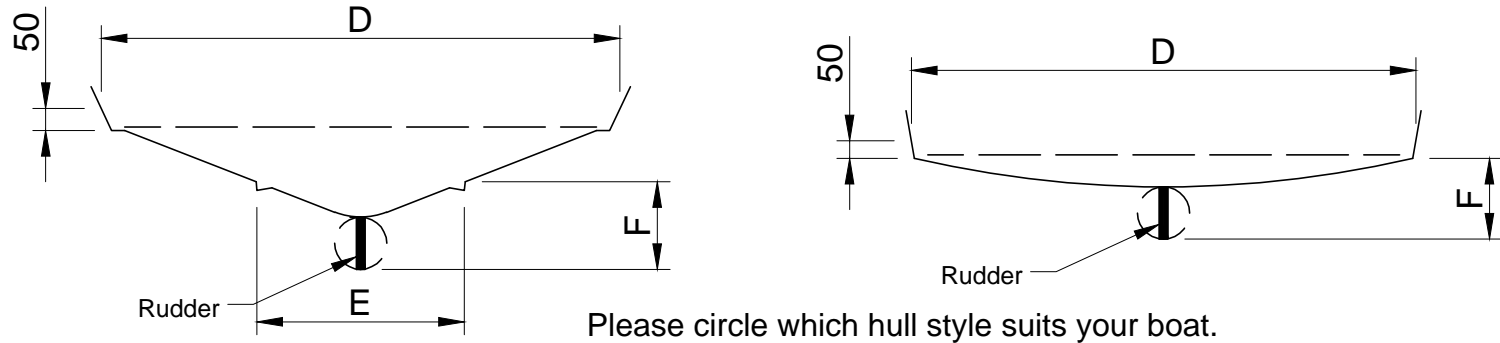 50
D
F
Rudder
E
50
D
F
Rudder
Please circle which hull style suits your boat.